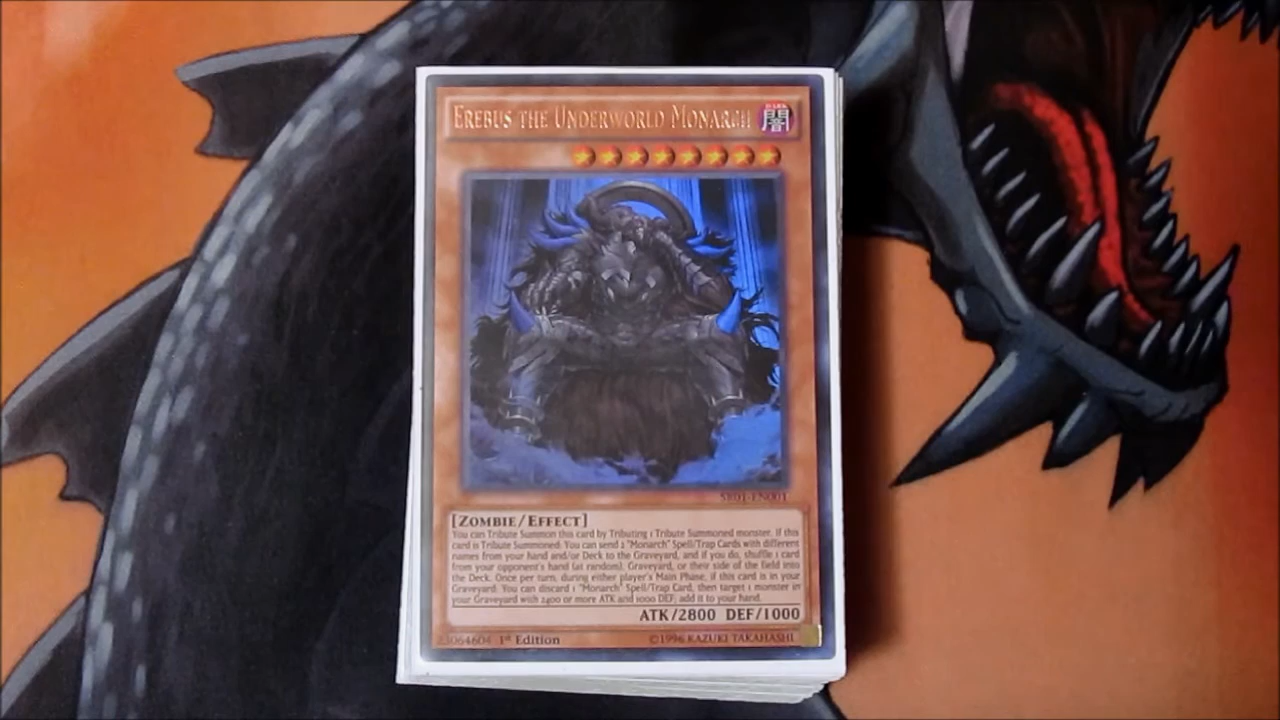 EREBUS THE UNDERWORLD MONARCH
DARK
闇
SR01-EN001
[ZOMBIE/EFFECT]
You can Tribute Summon this card by Tributing 1 Tribute Summoned monster. If this
card is Tribute Summoned: You can send 2 "Monarch" Spell/Trap Cards with different
names from your hand and/or Deck to the Graveyard, and if you do, shuffle 1 card
from your opponent's hand (at random), Graveyard, or their side of the field into
the Deck. Once per turn, during either player's Main Phase, if this card is in your
Graveyard: You can discard 1 "Monarch" Spell/Trap Card, then target 1 monster in
your Graveyard with 2400 or more ATK and 1000 DEF; add it to your hand.
ATK/2800 DEF/1000
23064604 1st Edition
©1996 KAZUKI TAKAHASHI